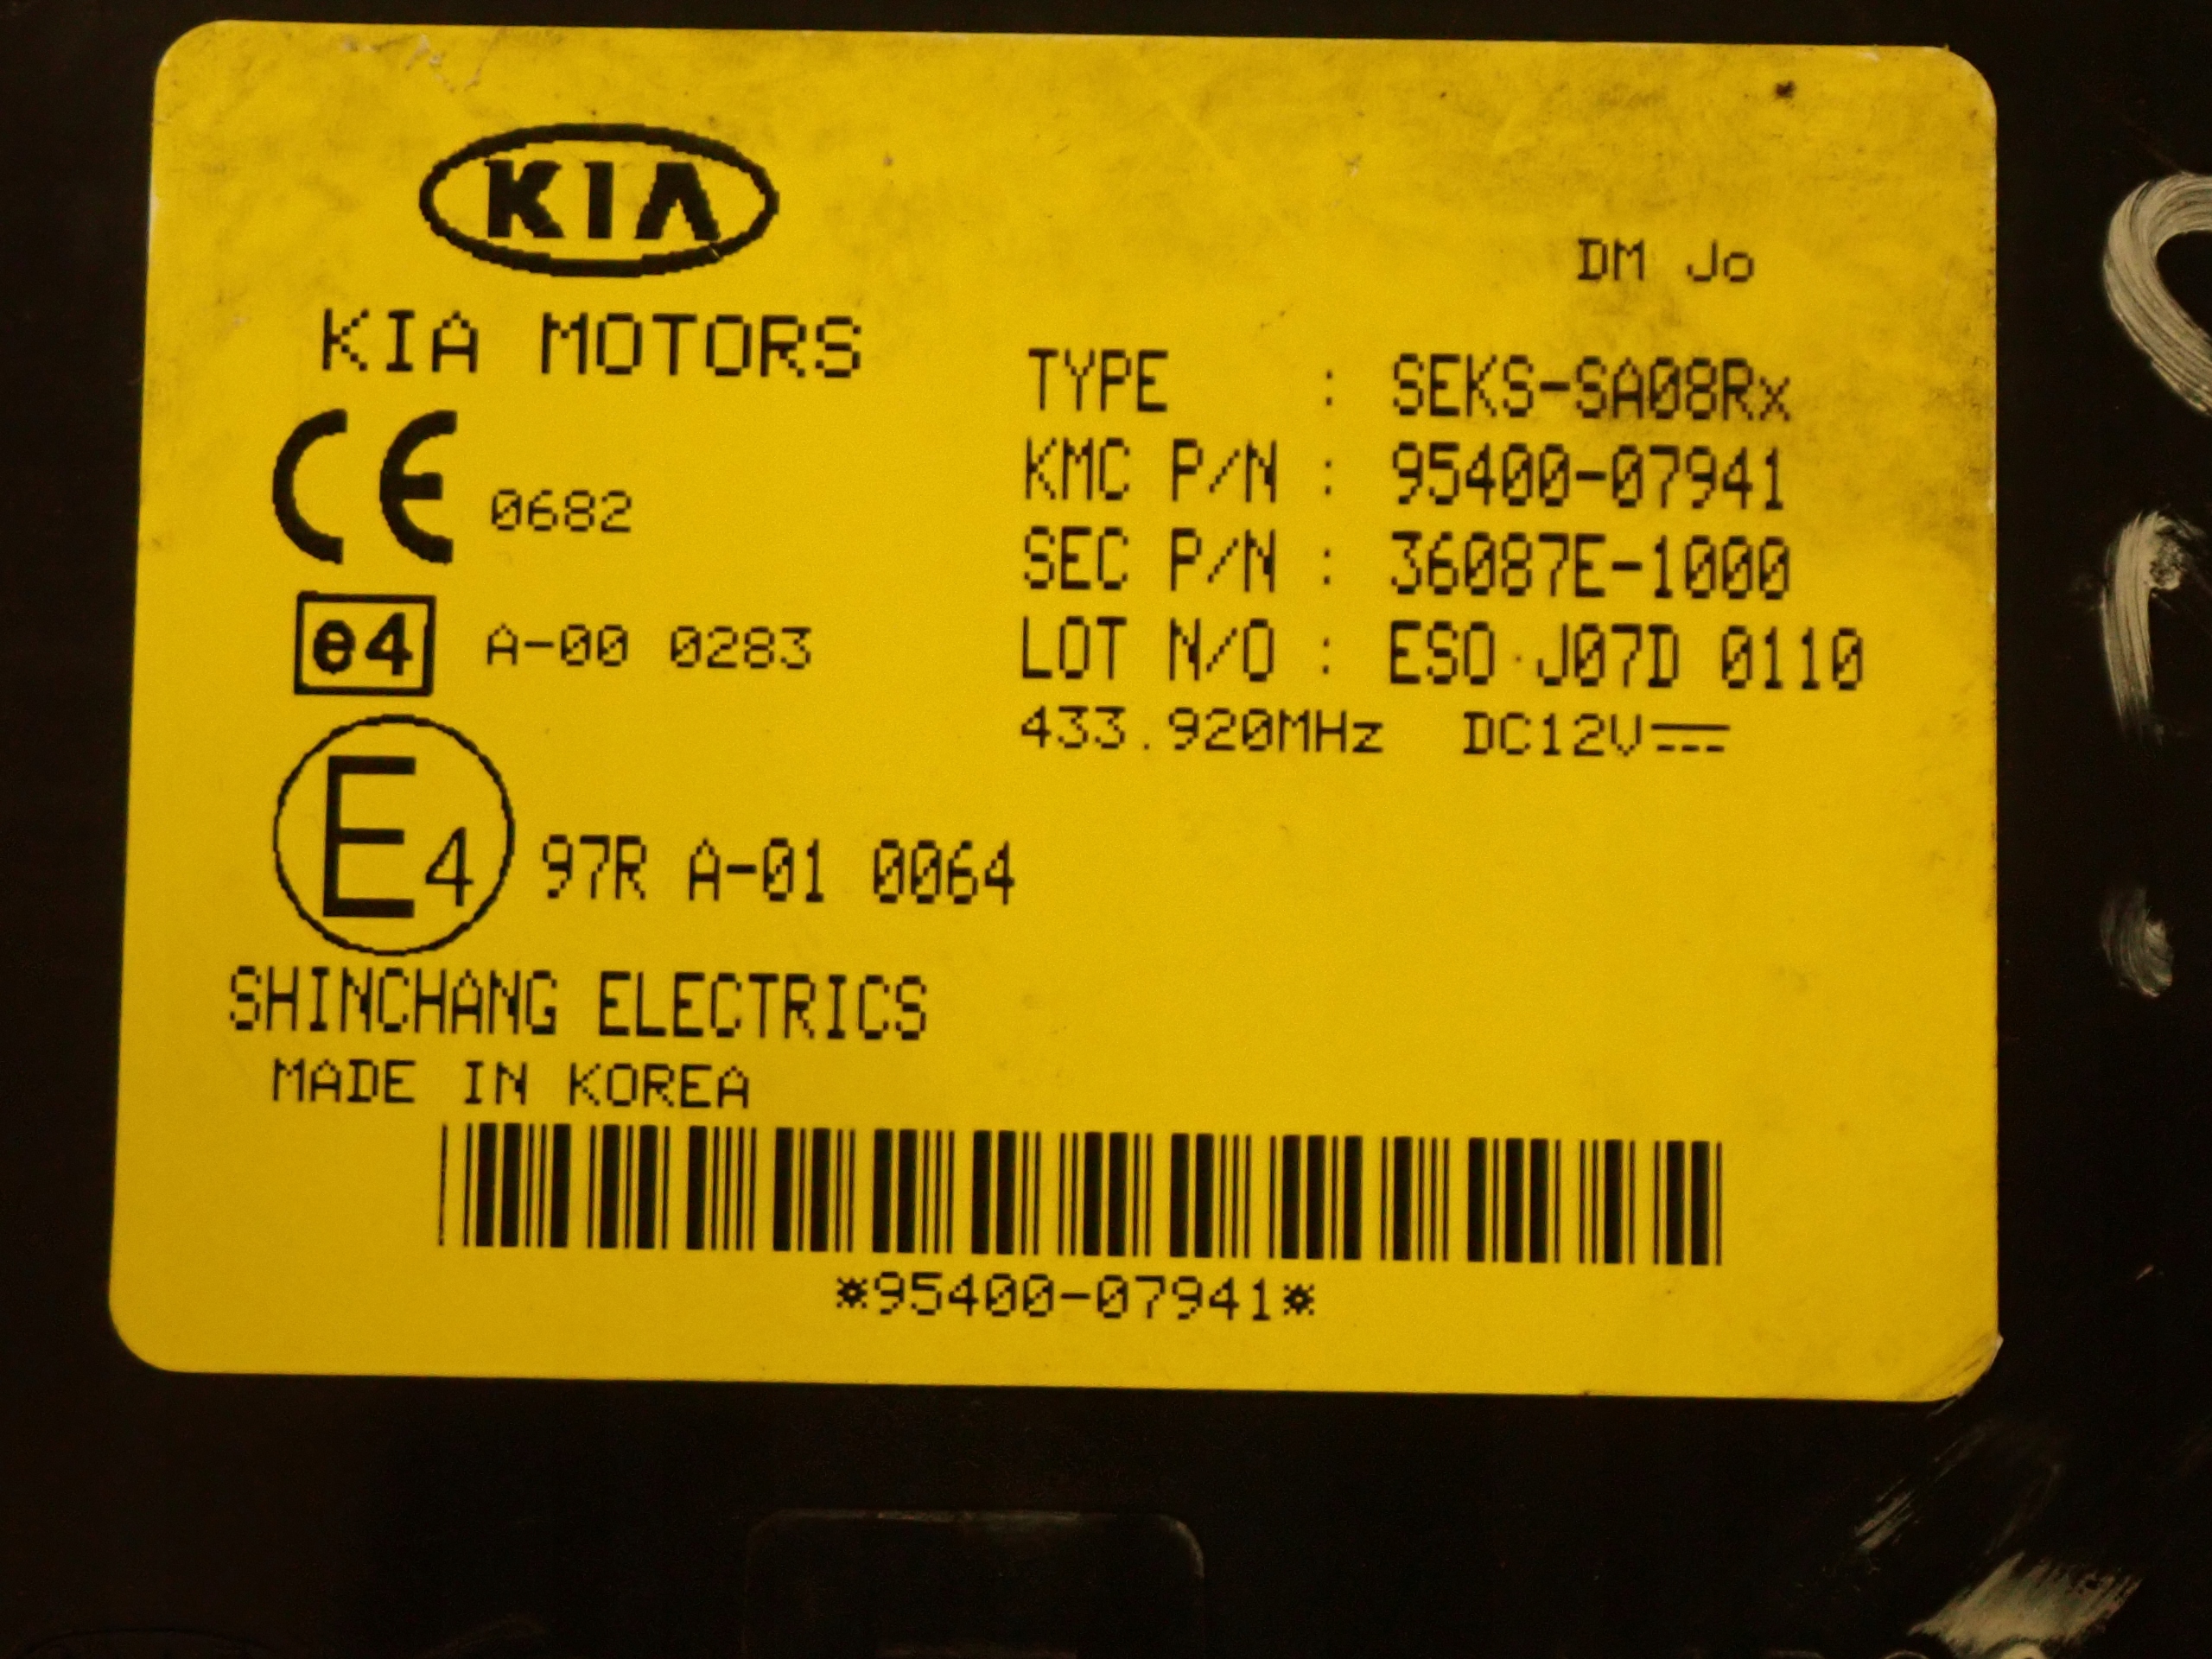 KIA
KIA MOTORS
CE 0682
e4 A-00 0283
E4 97R A-01 0064
SHINCHANG ELECTRICS
MADE IN KOREA
DM Jo
TYPE : SEKS-SA08Rx
KMC P/N : 95400-07941
SEC P/N : 36087E-1000
LOT N/O : ESO J07D 0110
433.920MHz DC12V
*95400-07941*